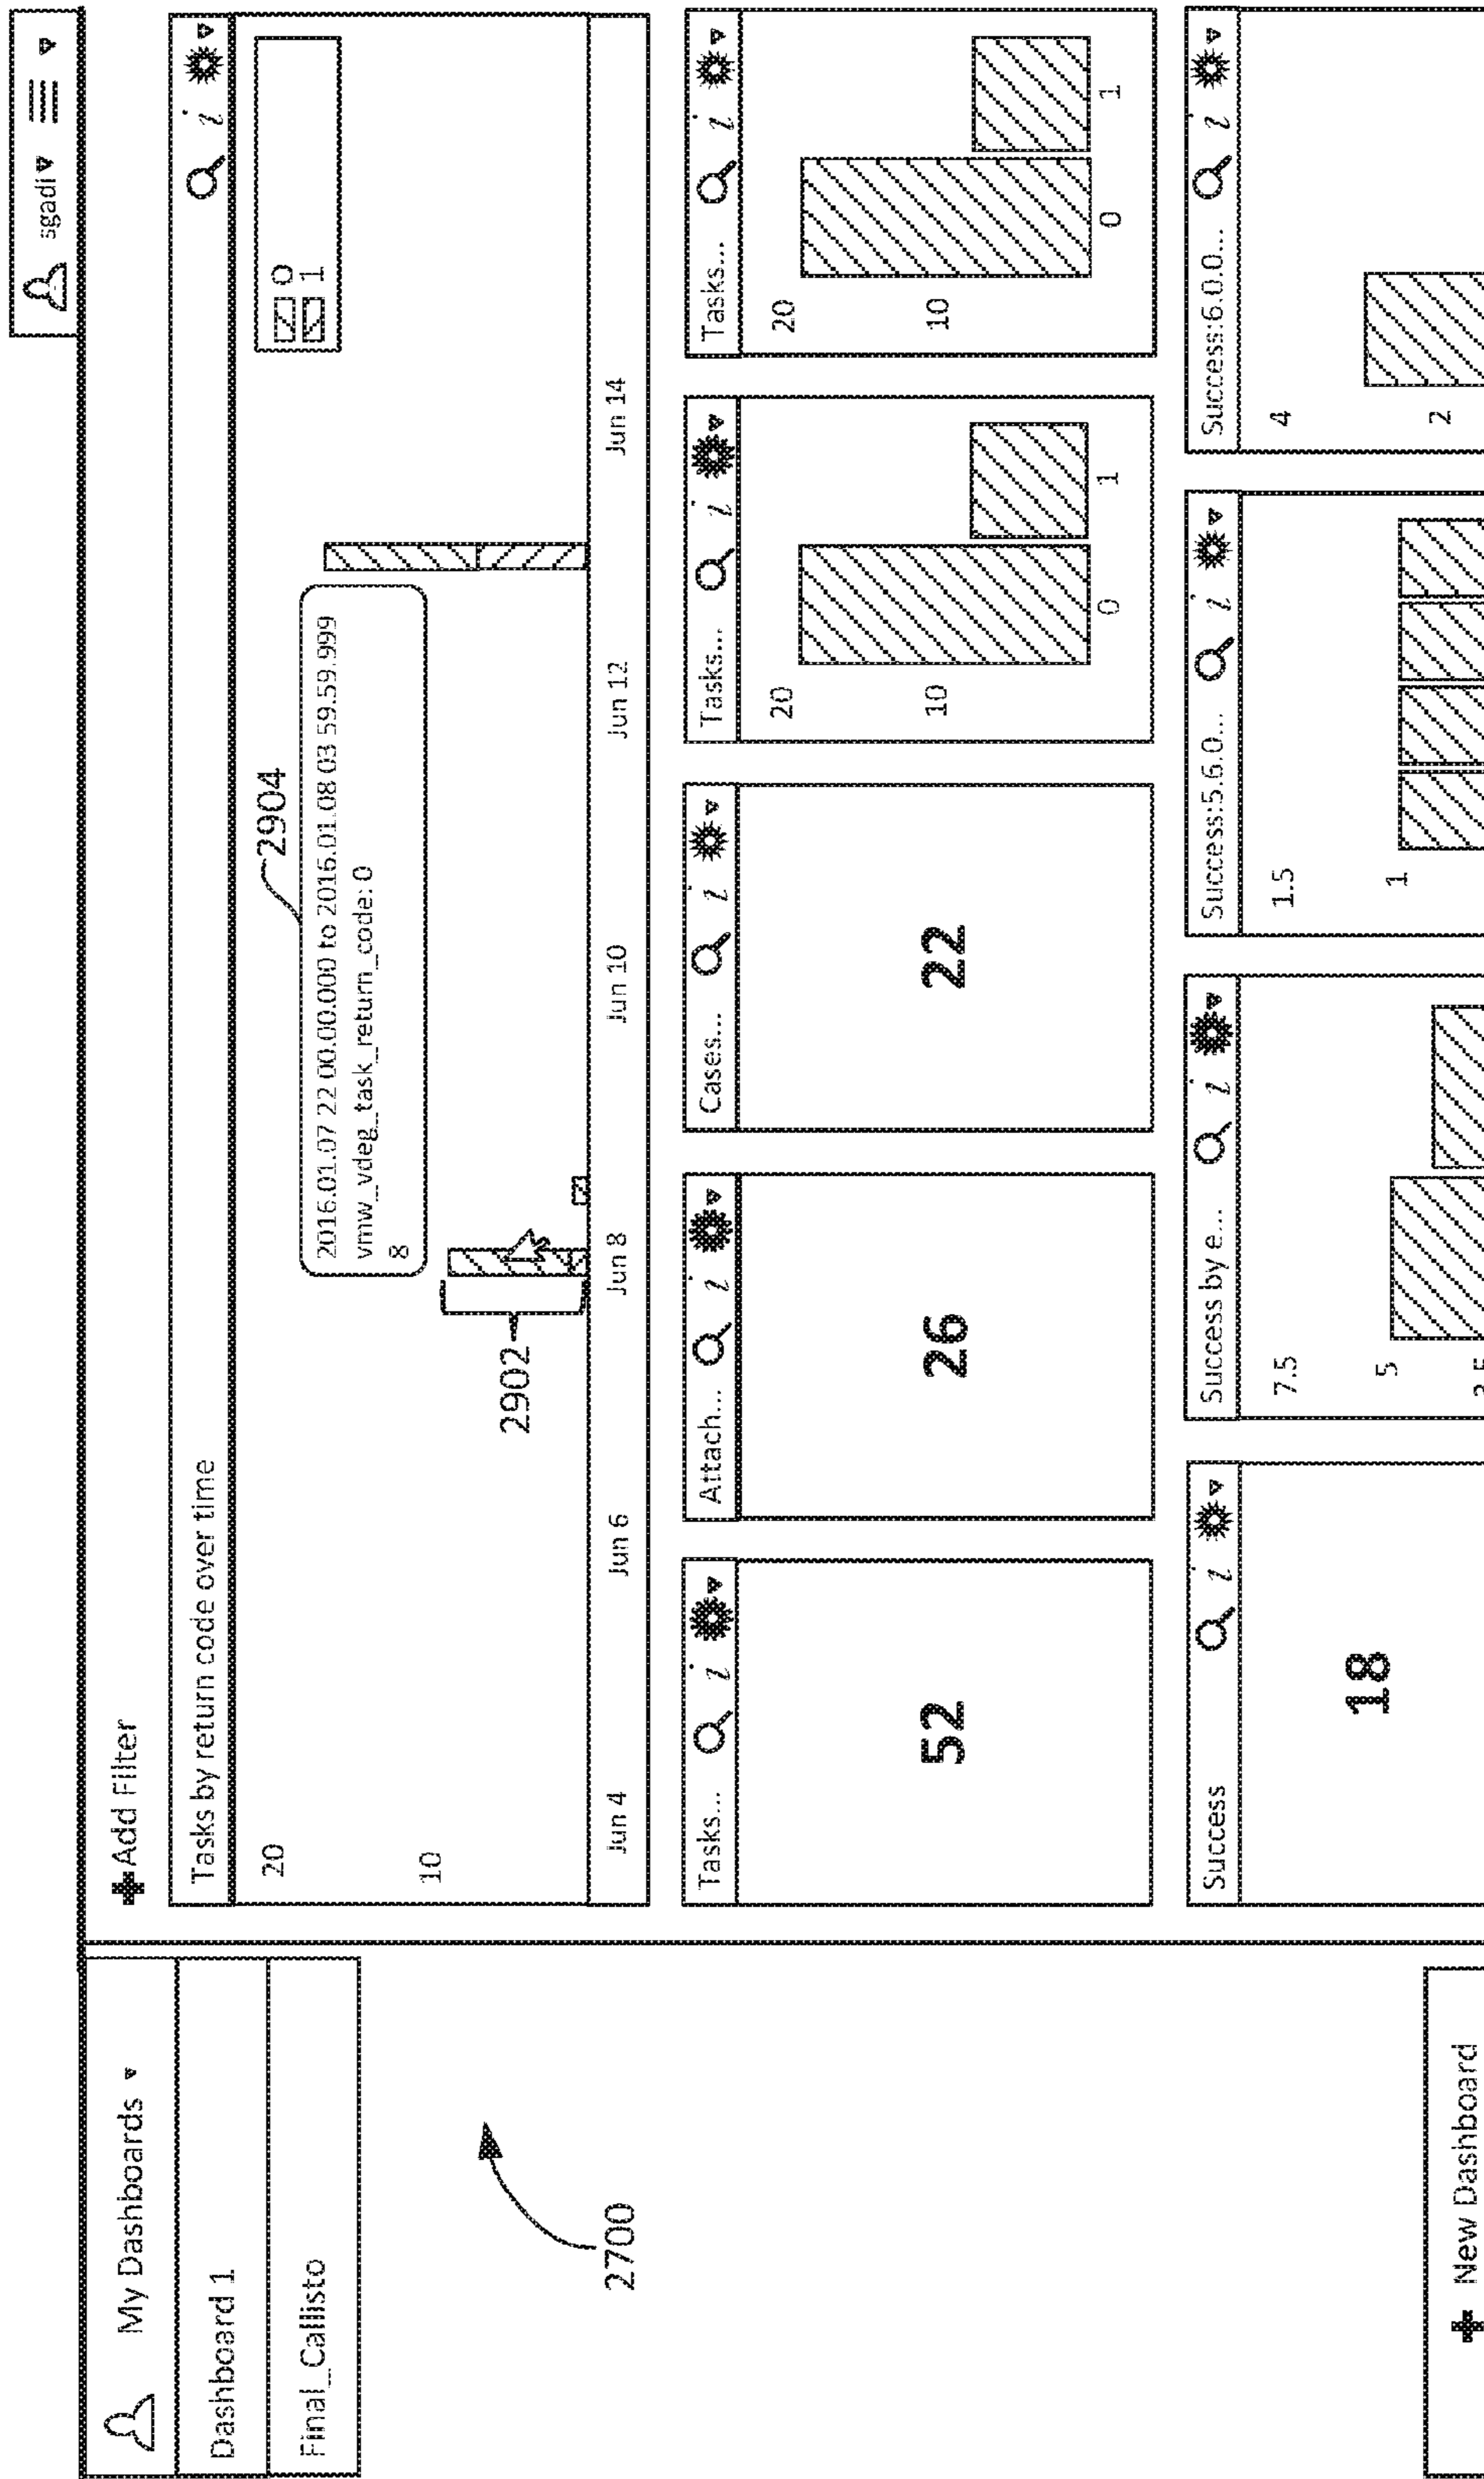 sgadi
My Dashboards
Dashboard 1
Final_Callisto
2700
New Dashboard
Add Filter
Tasks by return code over time
i
20
10
0
1
2904
2016.01.07 22 00.00.000 to 2016.01.08 03 59.59.999
vmw_vdeg_task_return_code: 0
8
2902
Jun 4 Jun 6 Jun 8 Jun 10 Jun 12 Jun 14
Tasks... i
52
Attach... i
26
Cases... i
22
Tasks... i
20
10
0 1
Tasks... i
20
10
0 1
Success i
18
Success by e... i
7.5
5
Success:5.6.0... i
1.5
1
Success:6.0.0... i
4
2